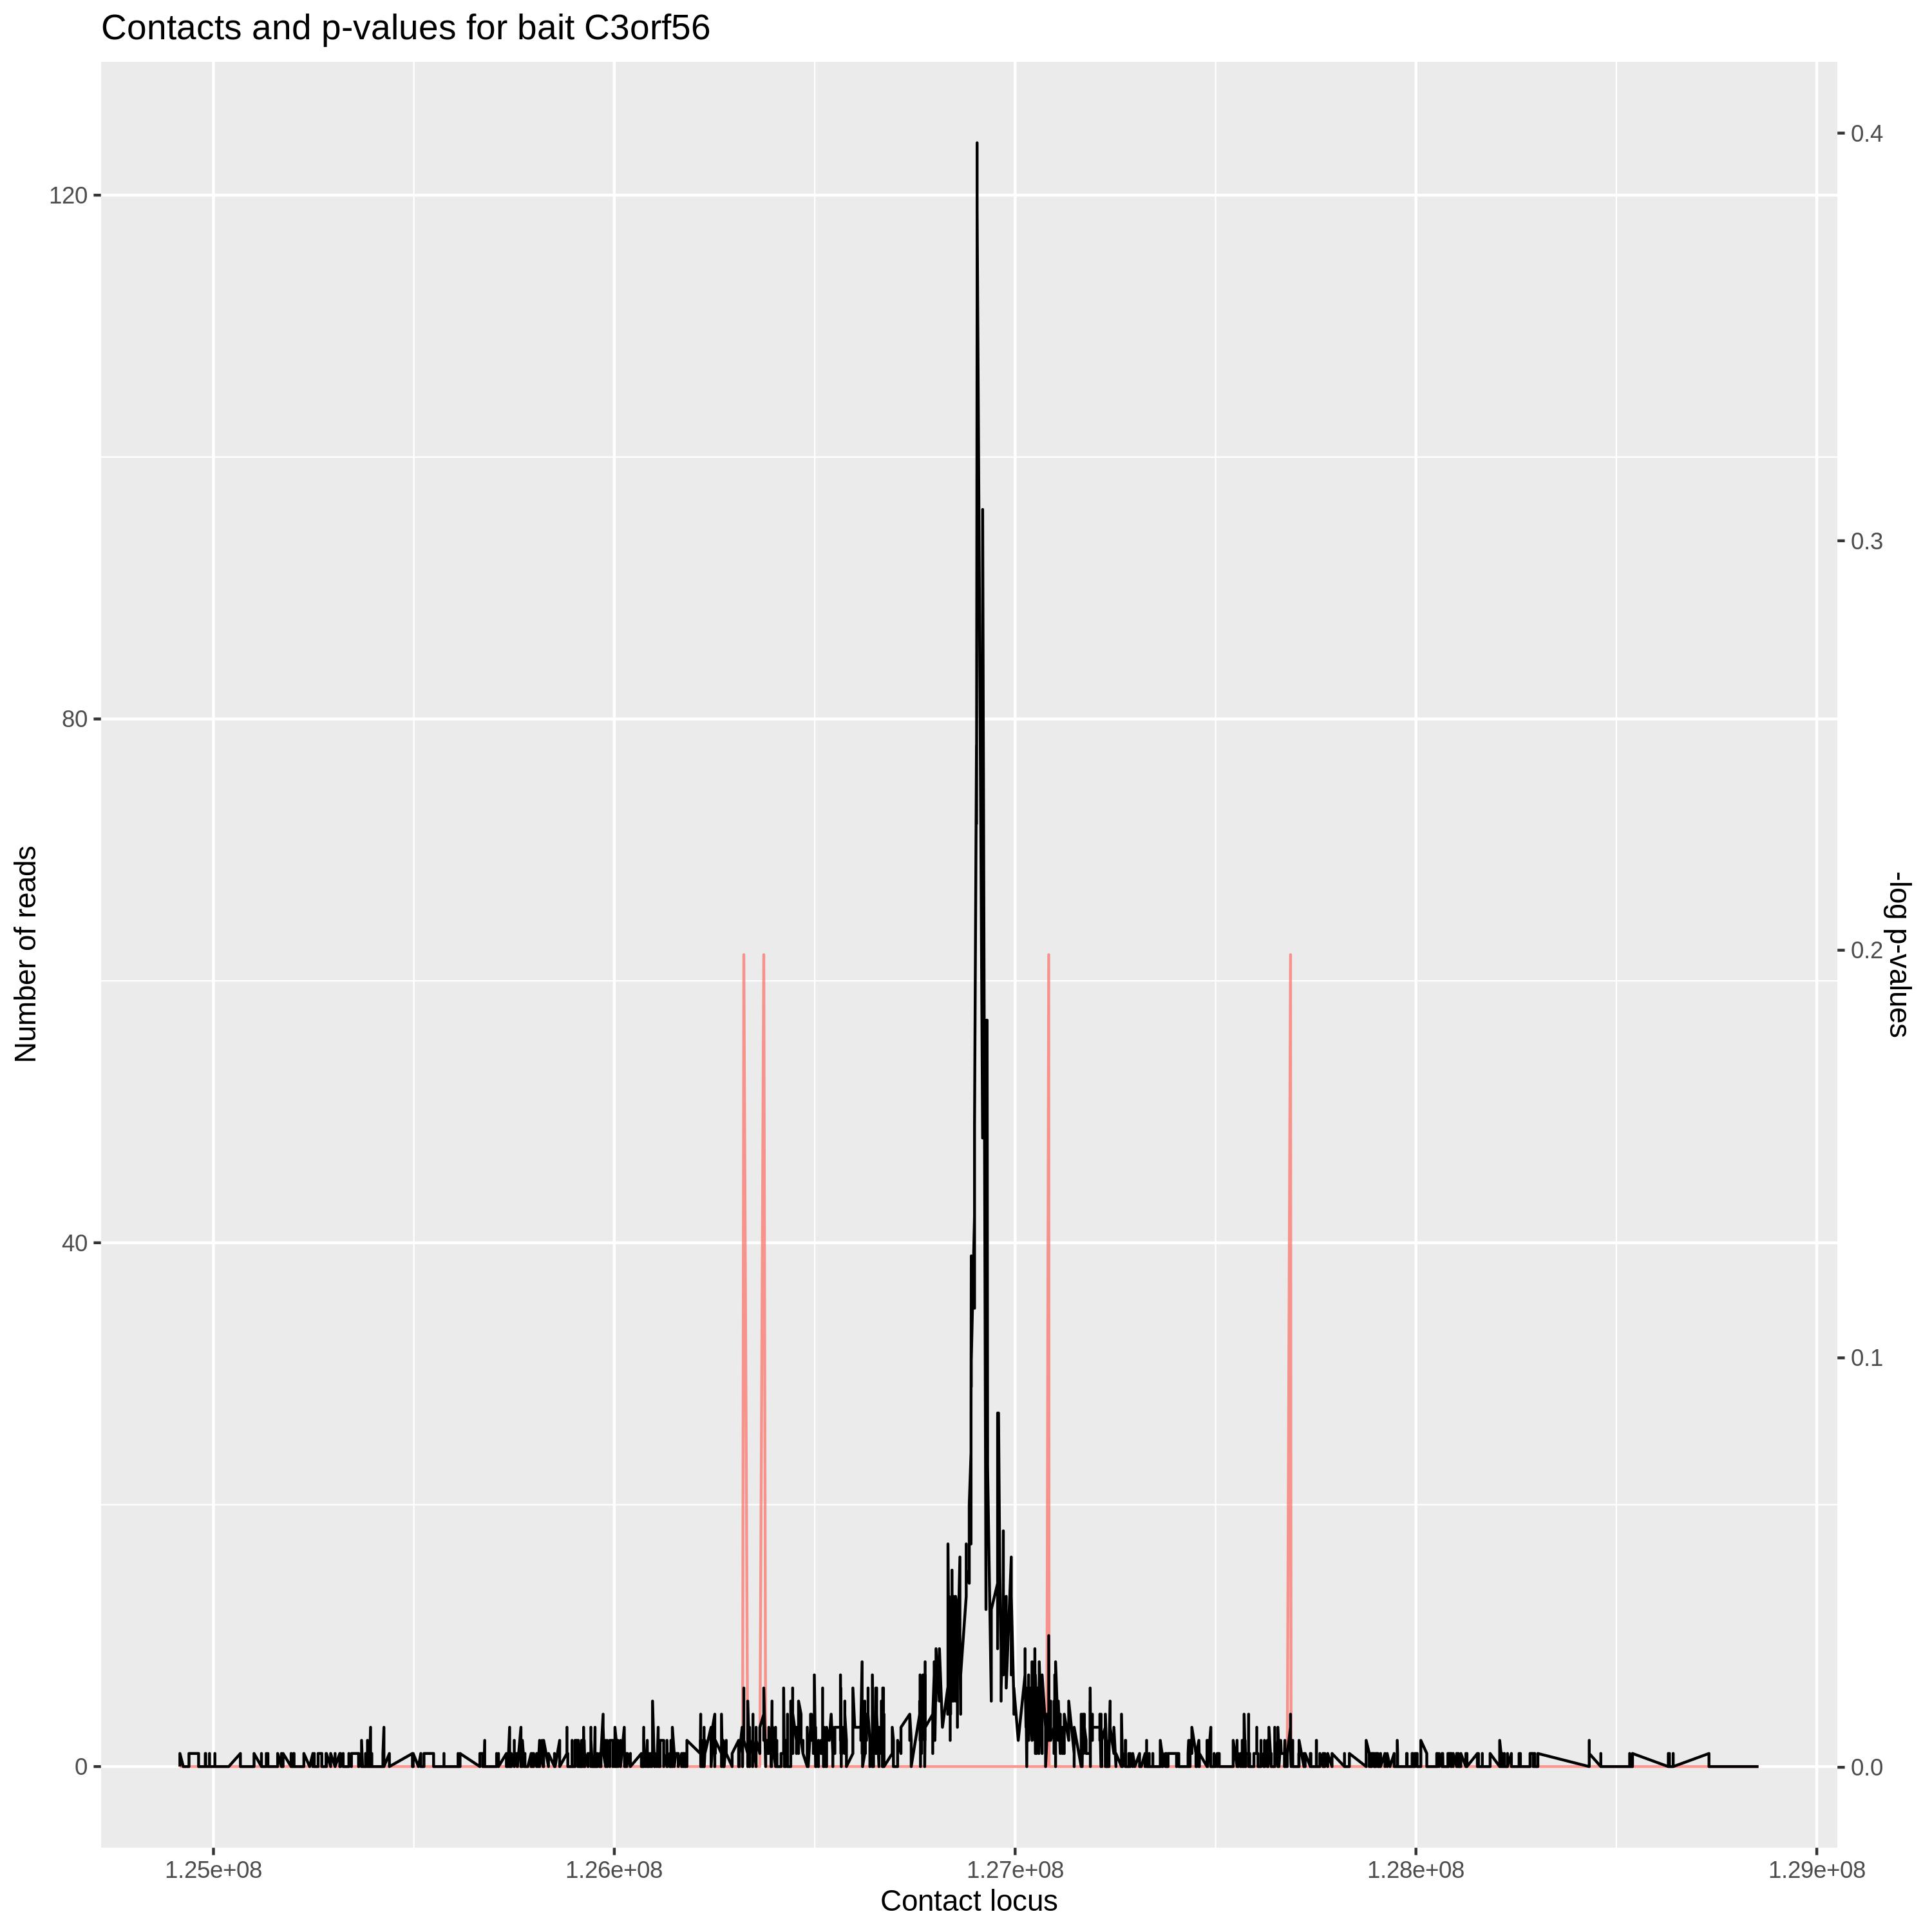 Contacts and p-values for bait C3orf56
120
80
40
0
Number of reads
0.4
0.3
0.2
0.1
0.0
-log p-values
1.25e+08
1.26e+08
1.27e+08
1.28e+08
1.29e+08
Contact locus